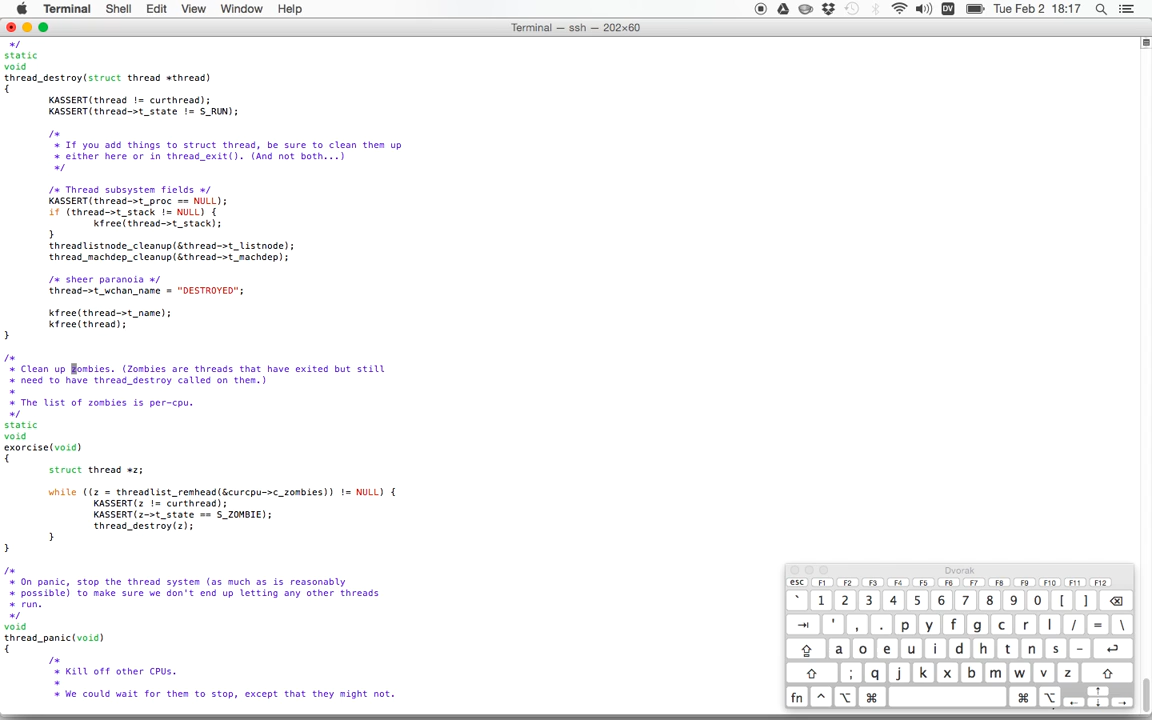 Terminal Shell Edit View Window Help DV Tue Feb 2 18:17
Terminal — ssh — 202×60
*/
static
void
thread_destroy(struct thread *thread)
{
KASSERT(thread != curthread);
KASSERT(thread->t_state != S_RUN);
/*
* If you add things to struct thread, be sure to clean them up
* either here or in thread_exit(). (And not both...)
*/
/* Thread subsystem fields */
KASSERT(thread->t_proc == NULL);
if (thread->t_stack != NULL) {
kfree(thread->t_stack);
}
threadlistnode_cleanup(&thread->t_listnode);
thread_machdep_cleanup(&thread->t_machdep);
/* sheer paranoia */
thread->t_wchan_name = "DESTROYED";
kfree(thread->t_name);
kfree(thread);
}
/*
* Clean up zombies. (Zombies are threads that have exited but still
* need to have thread_destroy called on them.)
*
* The list of zombies is per-cpu.
*/
static
void
exorcise(void)
{
struct thread *z;
while ((z = threadlist_remhead(&curcpu->c_zombies)) != NULL) {
KASSERT(z != curthread);
KASSERT(z->t_state == S_ZOMBIE);
thread_destroy(z);
}
}
/*
* On panic, stop the thread system (as much as is reasonably
* possible) to make sure we don't end up letting any other threads
* run.
*/
void
thread_panic(void)
{
/*
* Kill off other CPUs.
*
* We could wait for them to stop, except that they might not.
Dvorak
esc F1 F2 F3 F4 F5 F6 F7 F8 F9 F10 F11 F12
` 1 2 3 4 5 6 7 8 9 0 [ ] ⌫
⇥ ' , . p y f g c r l / = \
a o e u i d h t n s - ↵
⇧ ; q j k x b m w v z ⇧
fn ^ ⌥ ⌘ ⌘ ⌥ ← ↑ ↓ →